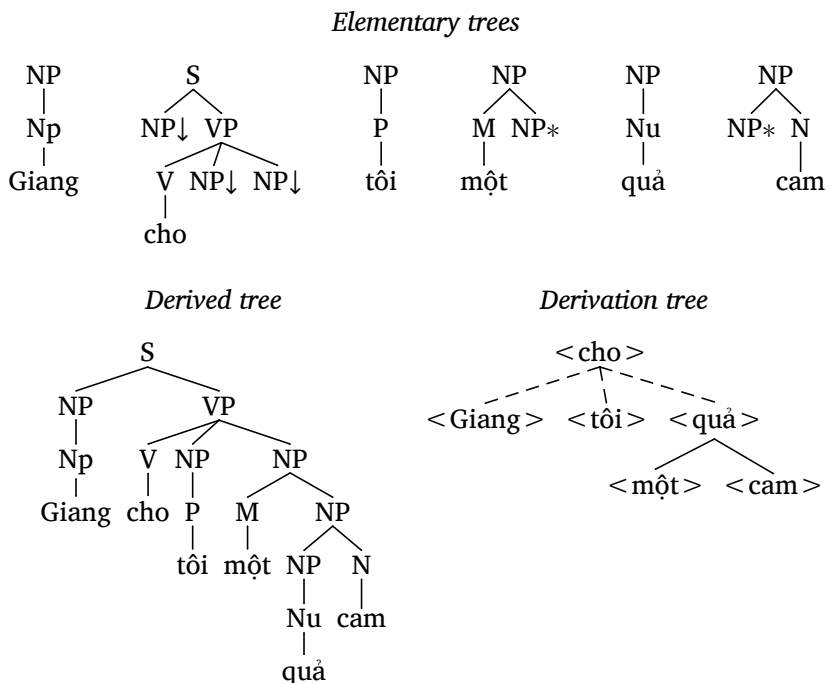 Elementary trees
NP S NP NP NP NP
Np NP↓ VP P M NP* Nu NP* N
Giang V NP↓ NP↓ tôi một quả cam
cho
Derived tree Derivation tree
S <cho>
NP VP <Giang> <tôi> <quả>
Np V NP NP <một> <cam>
Giang cho P M NP
tôi một NP N
Nu cam
quả